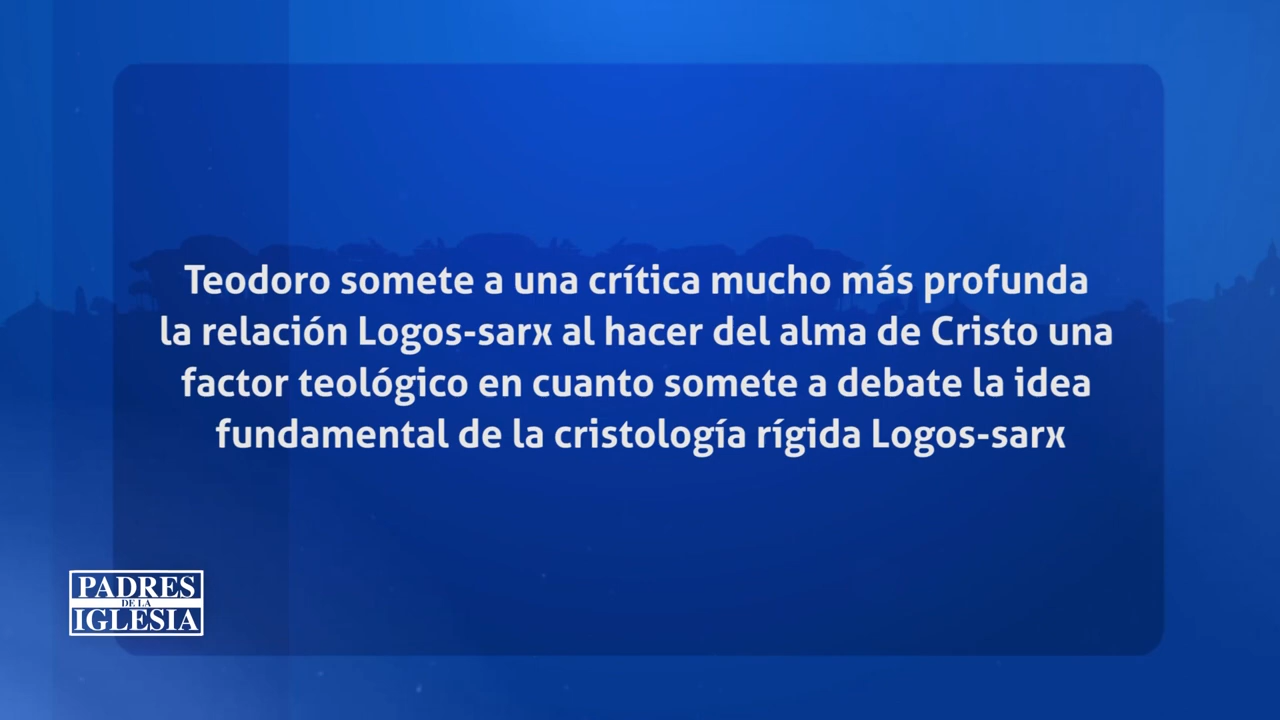 Teodoro somete a una crítica mucho más profunda
la relación Logos-sarx al hacer del alma de Cristo una
factor teológico en cuanto somete a debate la idea
fundamental de la cristología rígida Logos-sarx
PADRES
DE LA
IGLESIA